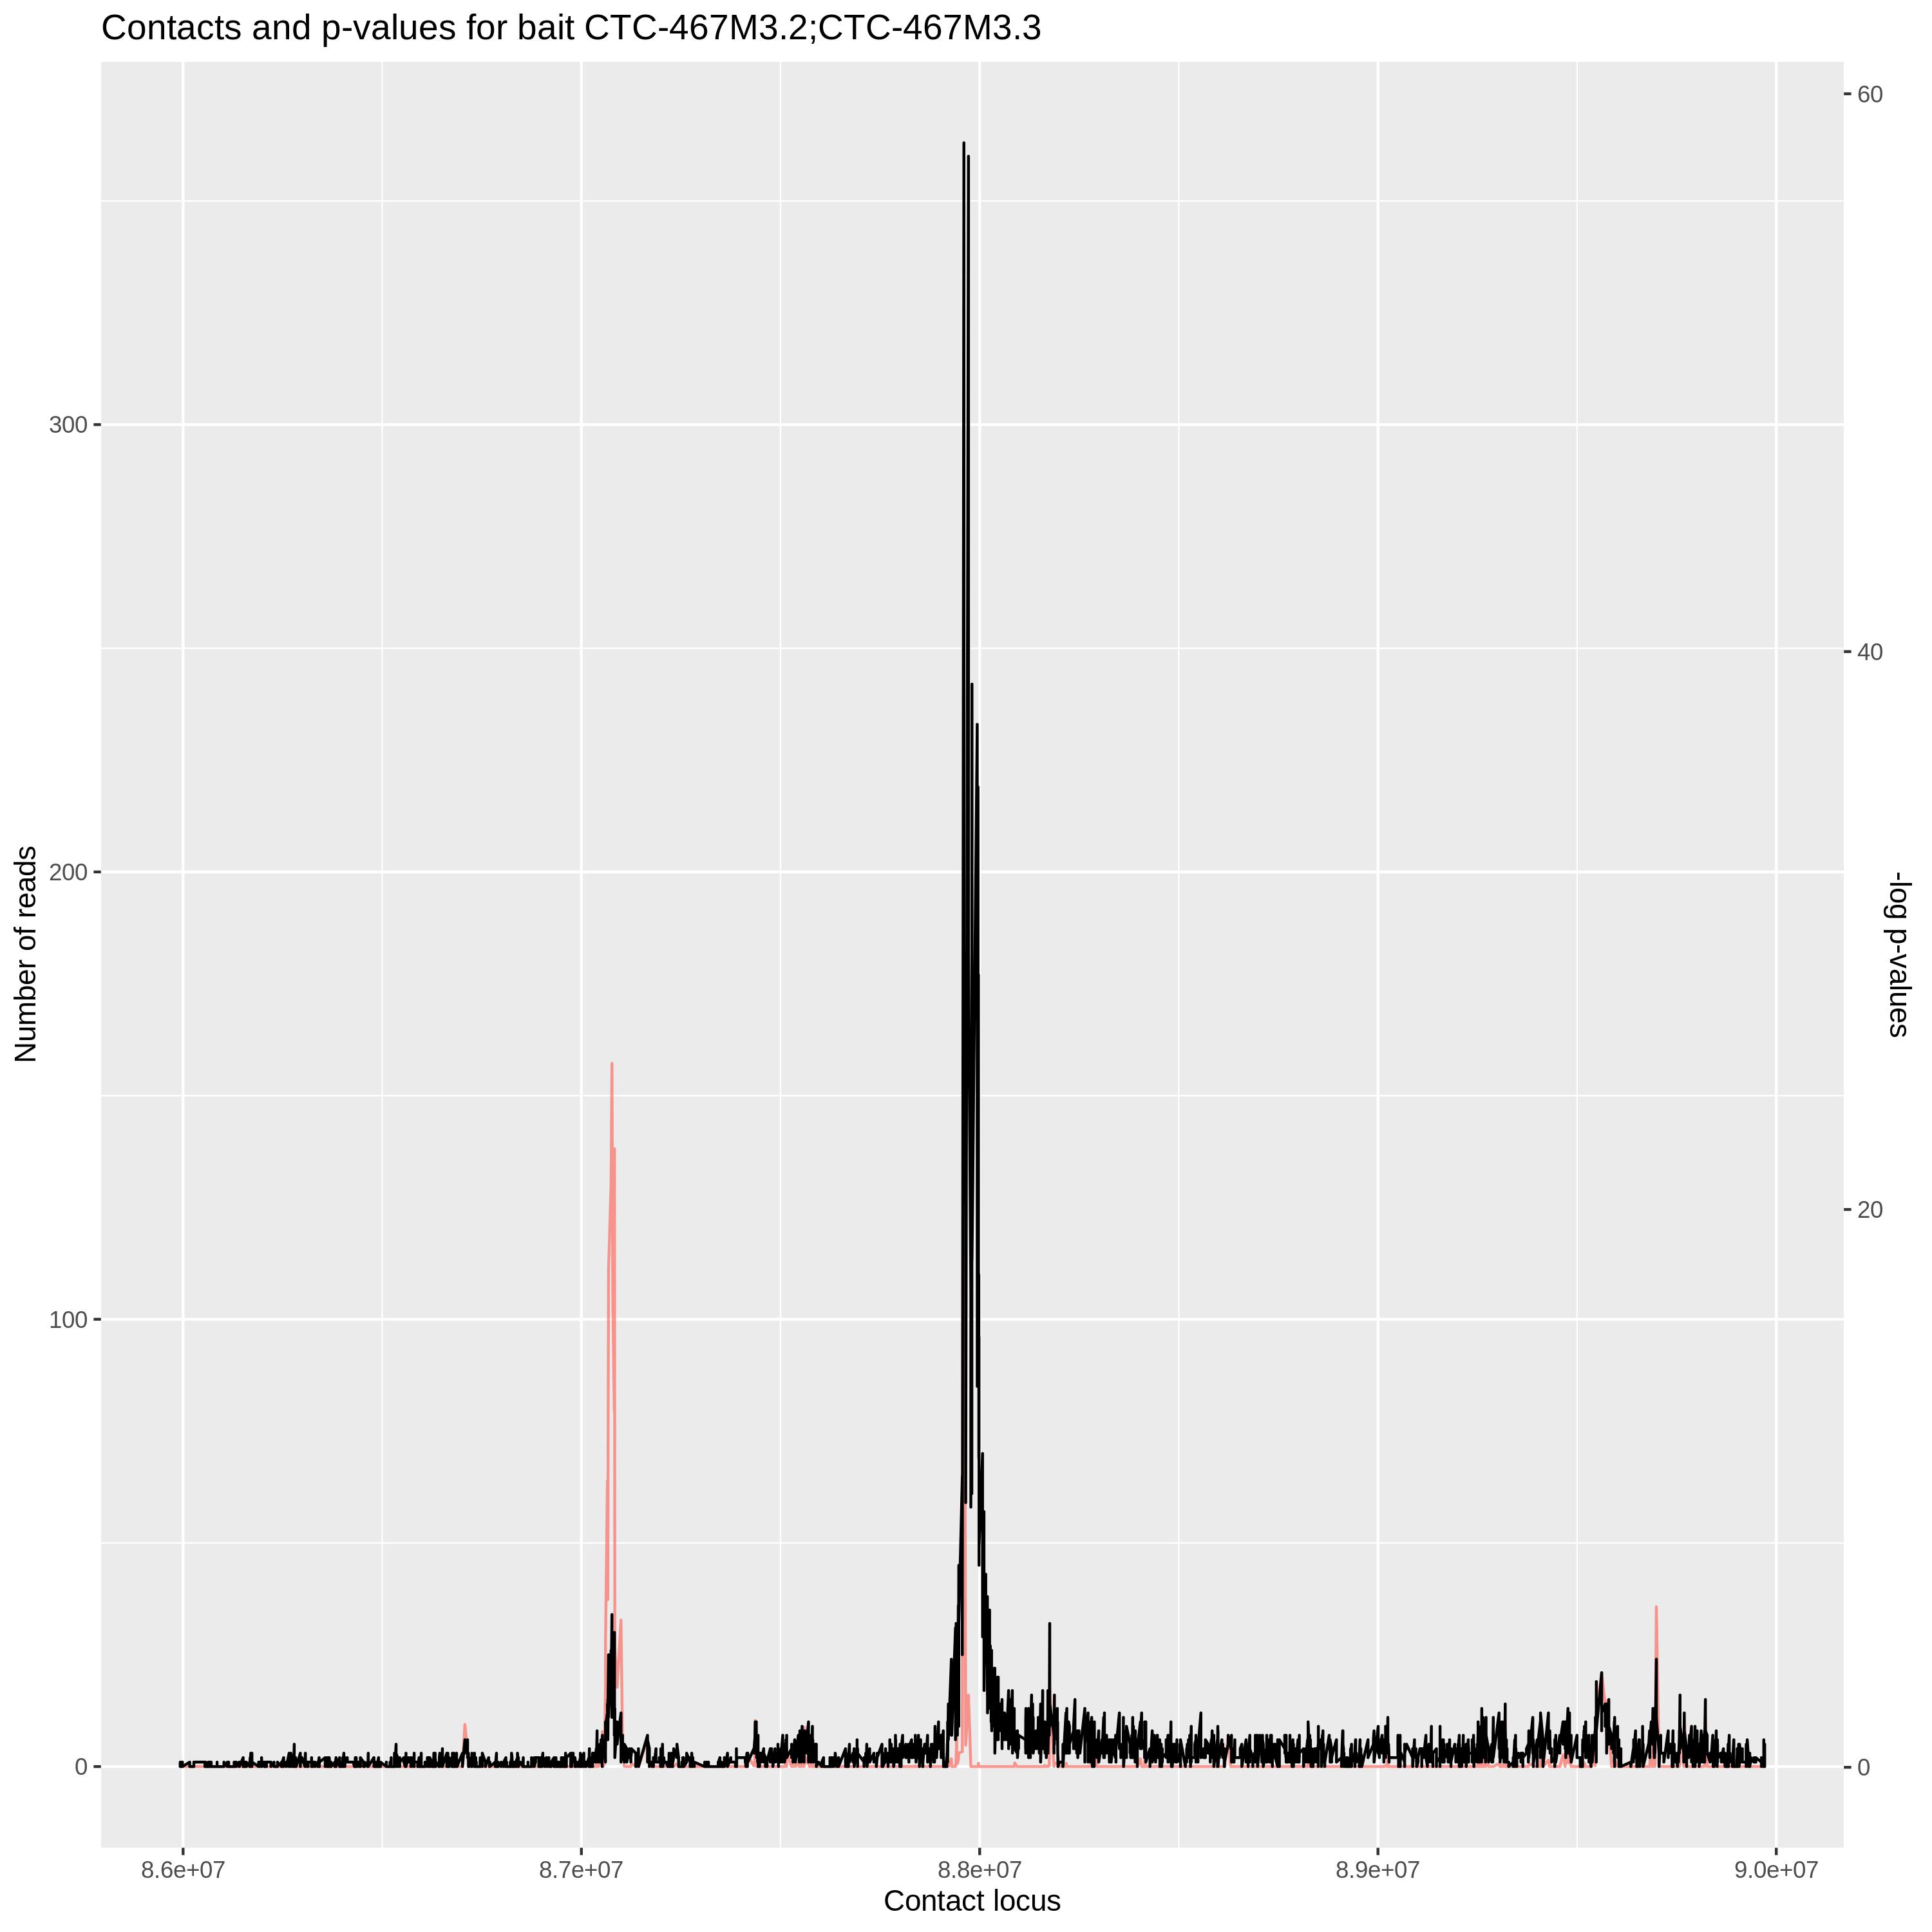 Contacts and p-values for bait CTC-467M3.2;CTC-467M3.3
60
300
40
200
Number of reads
-log p-values
20
100
0
0
8.6e+07
8.7e+07
8.8e+07
8.9e+07
9.0e+07
Contact locus